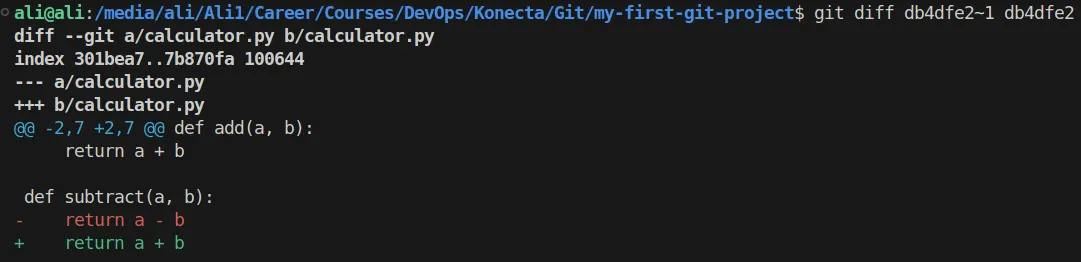 ali@ali:/media/ali/Ali1/Career/Courses/DevOps/Konecta/Git/my-first-git-project$ git diff db4dfe2~1 db4dfe2
diff --git a/calculator.py b/calculator.py
index 301bea7..7b870fa 100644
--- a/calculator.py
+++ b/calculator.py
@@ -2,7 +2,7 @@ def add(a, b):
     return a + b

 def subtract(a, b):
-    return a - b
+    return a + b